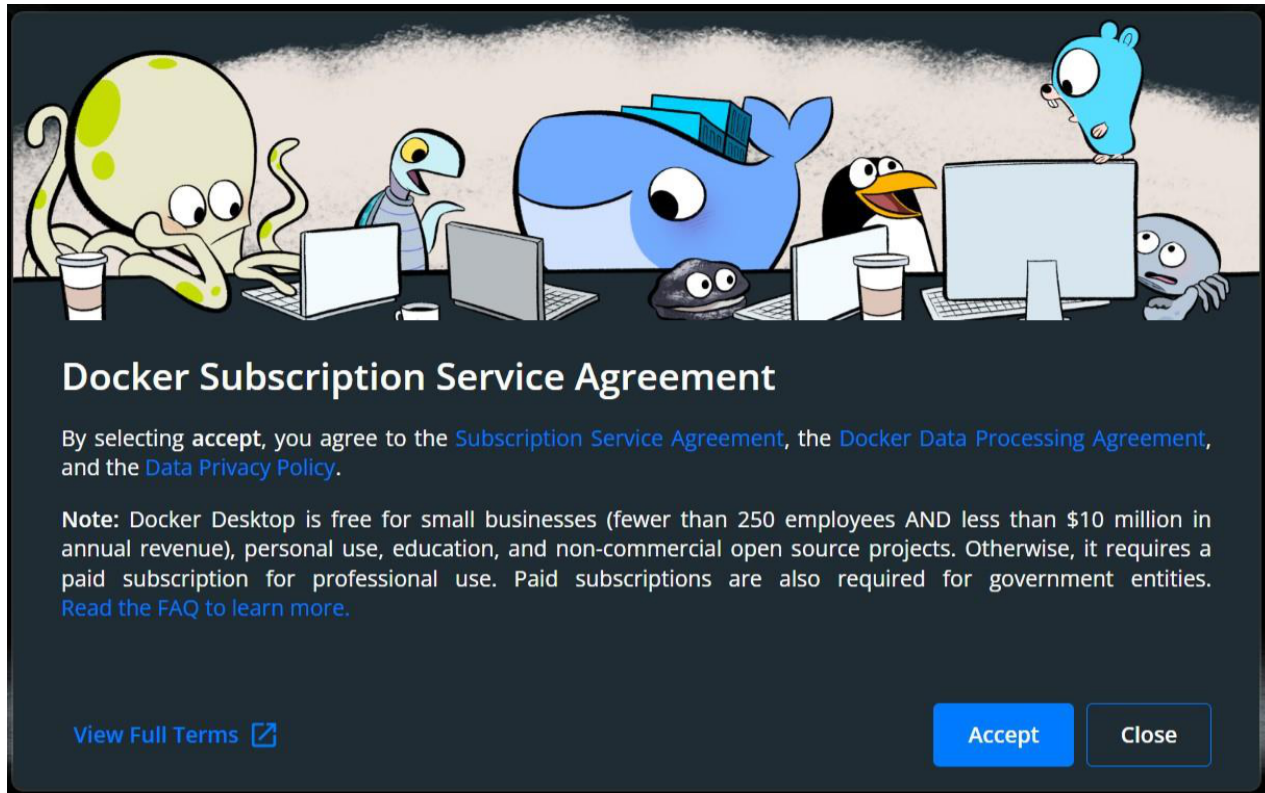 Docker Subscription Service Agreement
By selecting accept, you agree to the Subscription Service Agreement, the Docker Data Processing Agreement,
and the Data Privacy Policy.
Note: Docker Desktop is free for small businesses (fewer than 250 employees AND less than $10 million in
annual revenue), personal use, education, and non-commercial open source projects. Otherwise, it requires a
paid subscription for professional use. Paid subscriptions are also required for government entities.
Read the FAQ to learn more.
View Full Terms
Accept
Close